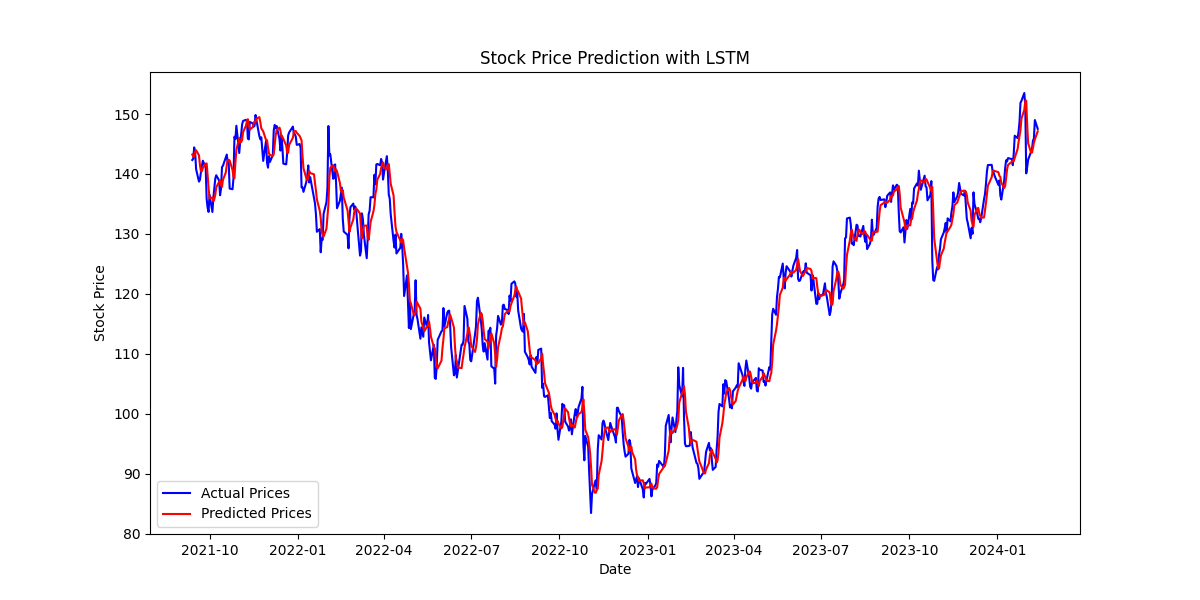 Stock Price Prediction with LSTM
Stock Price
150
140
130
120
110
100
90
80
Actual Prices
Predicted Prices
2021-10 2022-01 2022-04 2022-07 2022-10 2023-01 2023-04 2023-07 2023-10 2024-01
Date